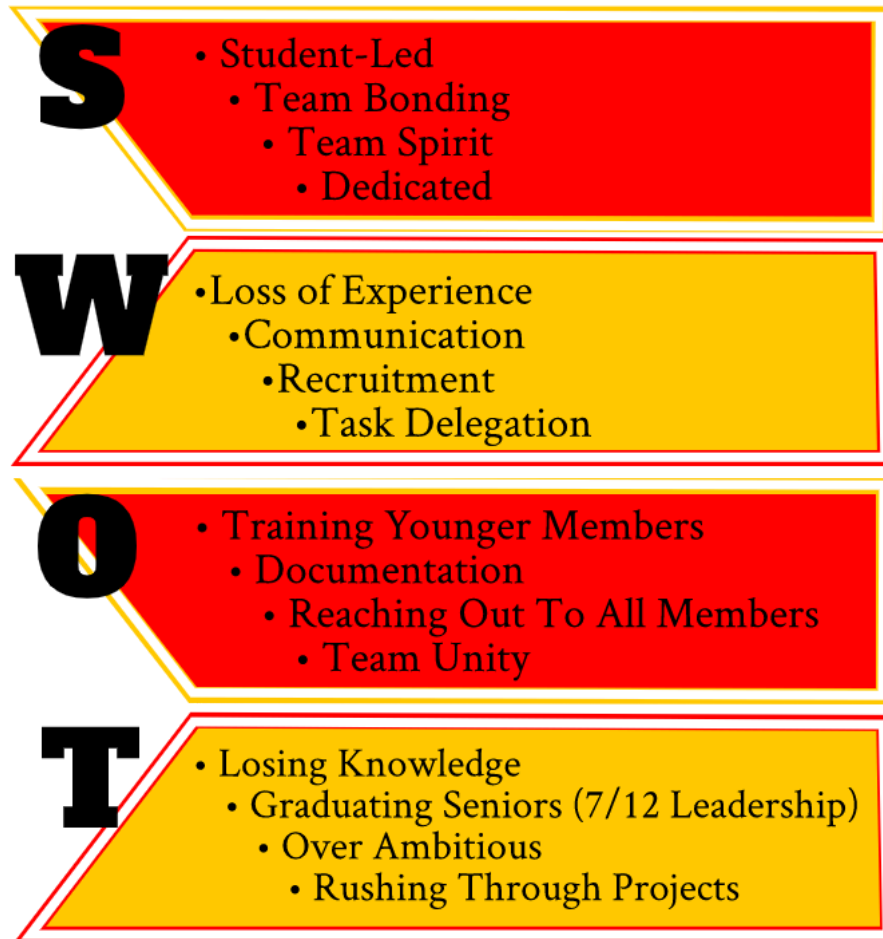 S
• Student-Led
• Team Bonding
• Team Spirit
• Dedicated
W
•Loss of Experience
•Communication
•Recruitment
•Task Delegation
O
• Training Younger Members
• Documentation
• Reaching Out To All Members
• Team Unity
T
• Losing Knowledge
• Graduating Seniors (7/12 Leadership)
• Over Ambitious
• Rushing Through Projects